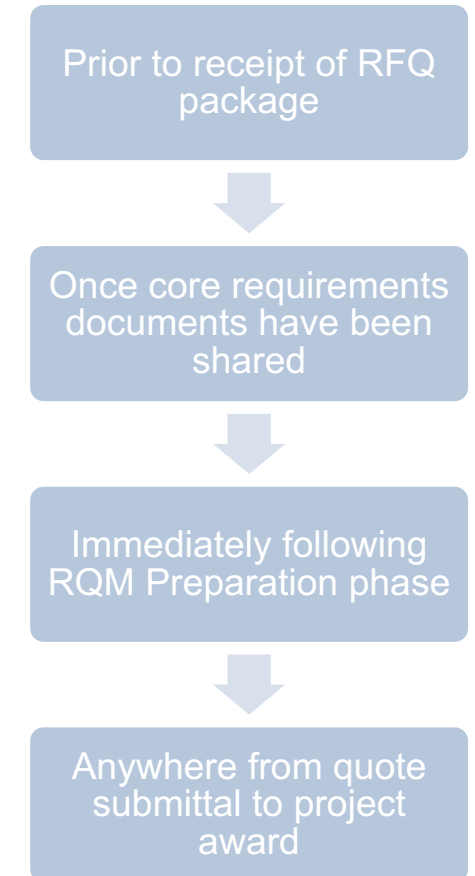 Prior to receipt of RFQ
package
Once core requirements
documents have been
shared
Immediately following
RQM Preparation phase
Anywhere from quote
submittal to project
award